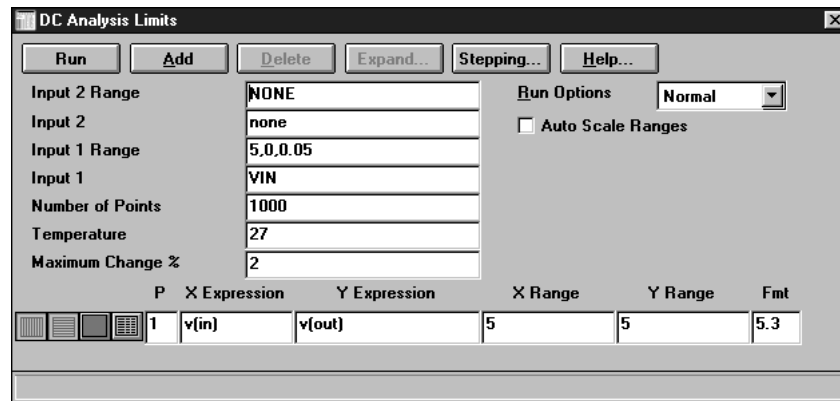 DC Analysis Limits
Run Add Delete Expand... Stepping... Help...
Input 2 Range NONE Run Options Normal
Input 2 none Auto Scale Ranges
Input 1 Range 5,0,0.05
Input 1 VIN
Number of Points 1000
Temperature 27
Maximum Change % 2
P X Expression Y Expression X Range Y Range Fmt
1 v(in) v(out) 5 5 5.3